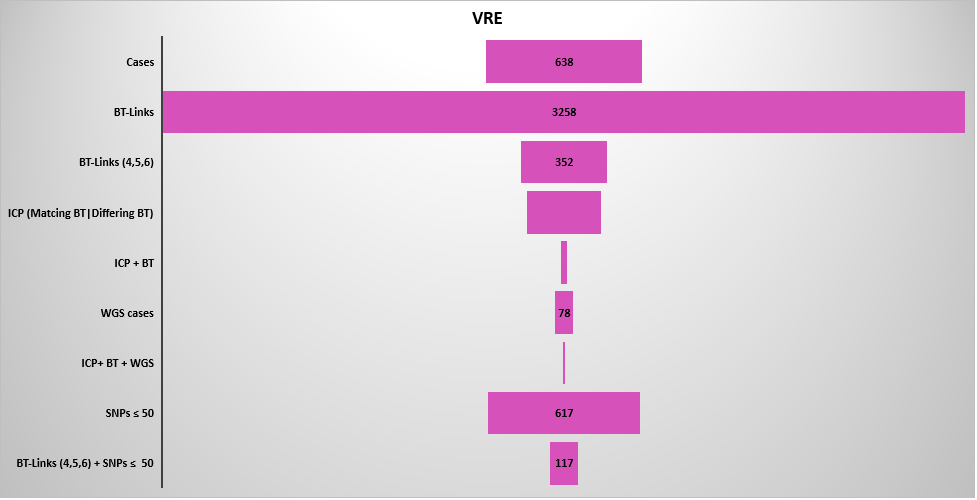 VRE
Cases 638
BT-Links 3258
BT-Links (4,5,6) 352
ICP (Matcing BT|Differing BT)
ICP + BT
WGS cases 78
ICP+ BT + WGS
SNPs ≤ 50 617
BT-Links (4,5,6) + SNPs ≤ 50 117